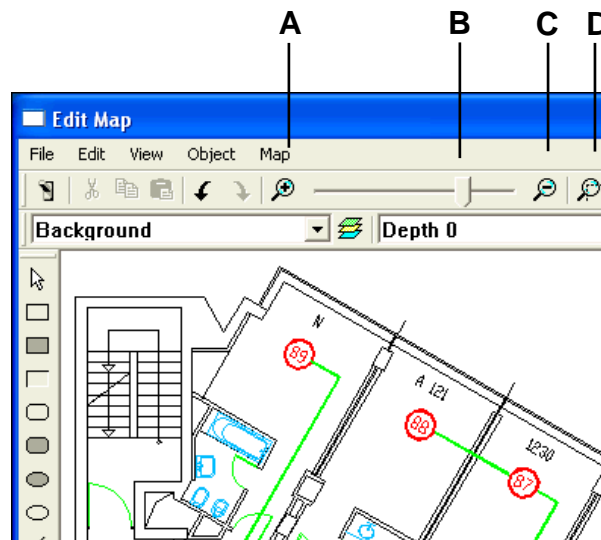 A B C D
Edit Map
File Edit View Object Map
Background Depth 0
N
89
A 121
88
1230
87